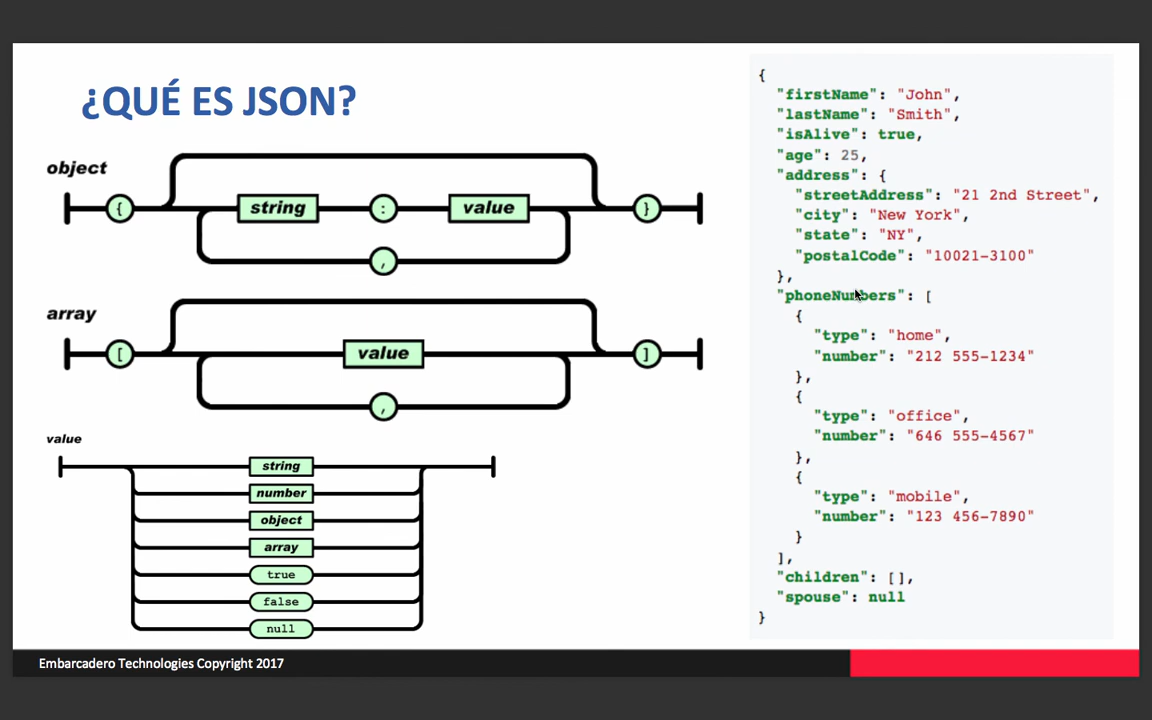 ¿QUÉ ES JSON?
object
{ string : value }
,
array
[ value ]
,
value
string
number
object
array
true
false
null
{
"firstName": "John",
"lastName": "Smith",
"isAlive": true,
"age": 25,
"address": {
"streetAddress": "21 2nd Street",
"city": "New York",
"state": "NY",
"postalCode": "10021-3100"
},
"phoneNumbers": [
{
"type": "home",
"number": "212 555-1234"
},
{
"type": "office",
"number": "646 555-4567"
},
{
"type": "mobile",
"number": "123 456-7890"
}
],
"children": [],
"spouse": null
}
Embarcadero Technologies Copyright 2017